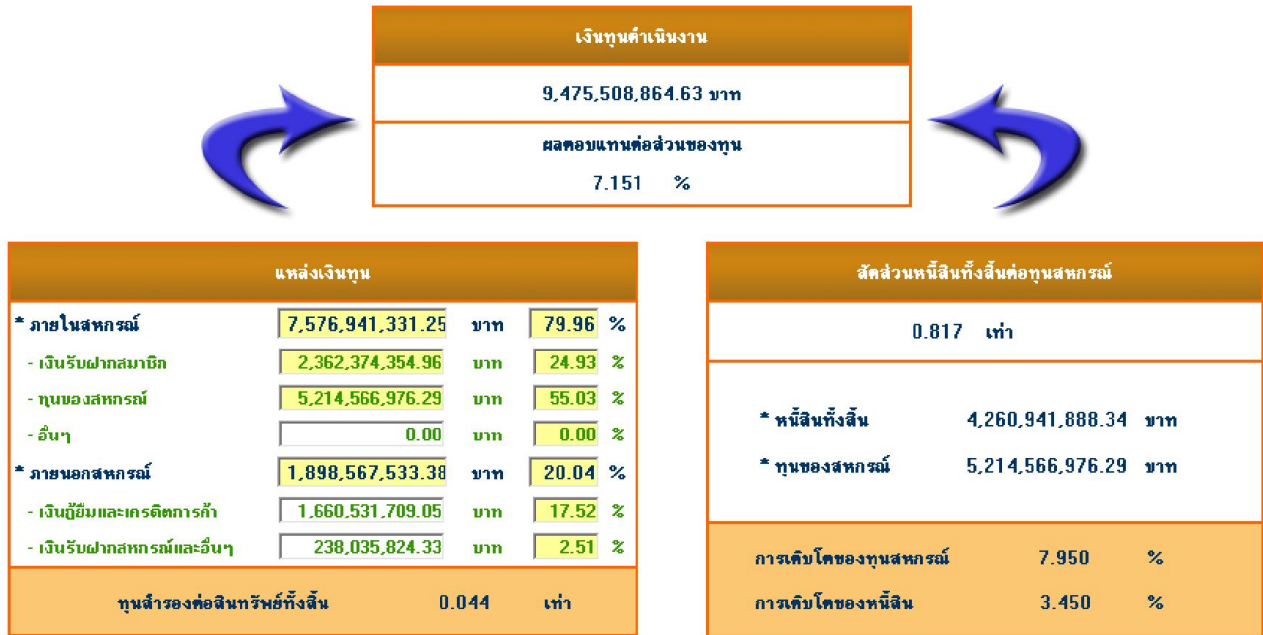 เงินทุนดำเนินงาน
9,475,508,864.63 บาท
ผลตอบแทนต่อส่วนของทุน
7.151 %
แหล่งเงินทุน
* ภายในสหกรณ์ 7,576,941,331.25 บาท 79.96 %
- เงินรับฝากสมาชิก 2,362,374,354.96 บาท 24.93 %
- ทุนของสหกรณ์ 5,214,566,976.29 บาท 55.03 %
- อื่นๆ 0.00 บาท 0.00 %
* ภายนอกสหกรณ์ 1,898,567,533.38 บาท 20.04 %
- เงินกู้ยืมและเครดิตการค้า 1,660,531,709.05 บาท 17.52 %
- เงินรับฝากสหกรณ์และอื่นๆ 238,035,824.33 บาท 2.51 %
ทุนสำรองต่อสินทรัพย์ทั้งสิ้น 0.044 เท่า
สัดส่วนหนี้สินทั้งสิ้นต่อทุนสหกรณ์
0.817 เท่า
* หนี้สินทั้งสิ้น 4,260,941,888.34 บาท
* ทุนของสหกรณ์ 5,214,566,976.29 บาท
การเติบโตของทุนสหกรณ์ 7.950 %
การเติบโตของหนี้สิน 3.450 %